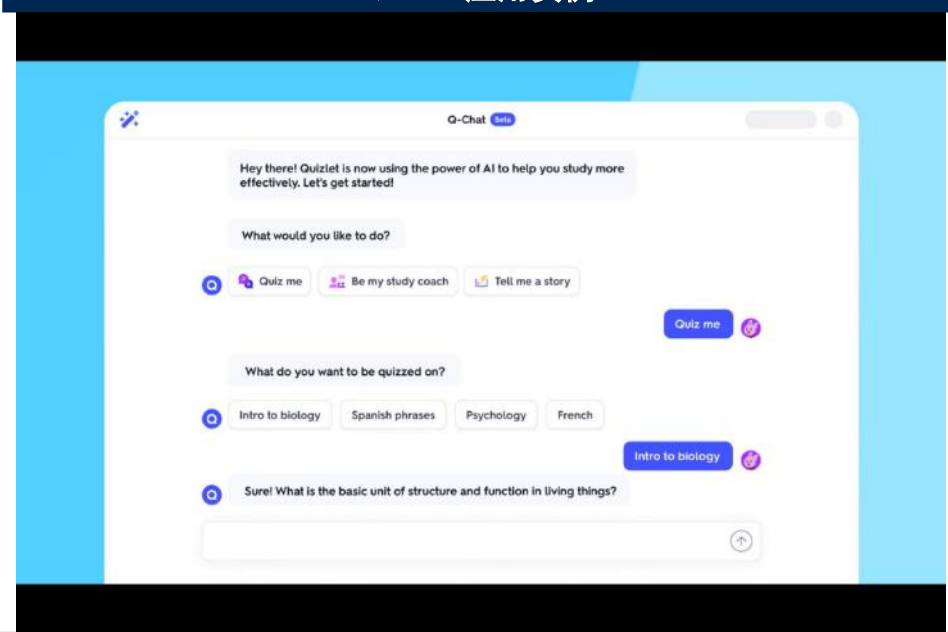 Q-Chat Beta
Hey there! Quizlet is now using the power of AI to help you study more
effectively. Let's get started!
What would you like to do?
Quiz me
Be my study coach
Tell me a story
Quiz me
What do you want to be quizzed on?
Intro to biology
Spanish phrases
Psychology
French
Intro to biology
Sure! What is the basic unit of structure and function in living things?